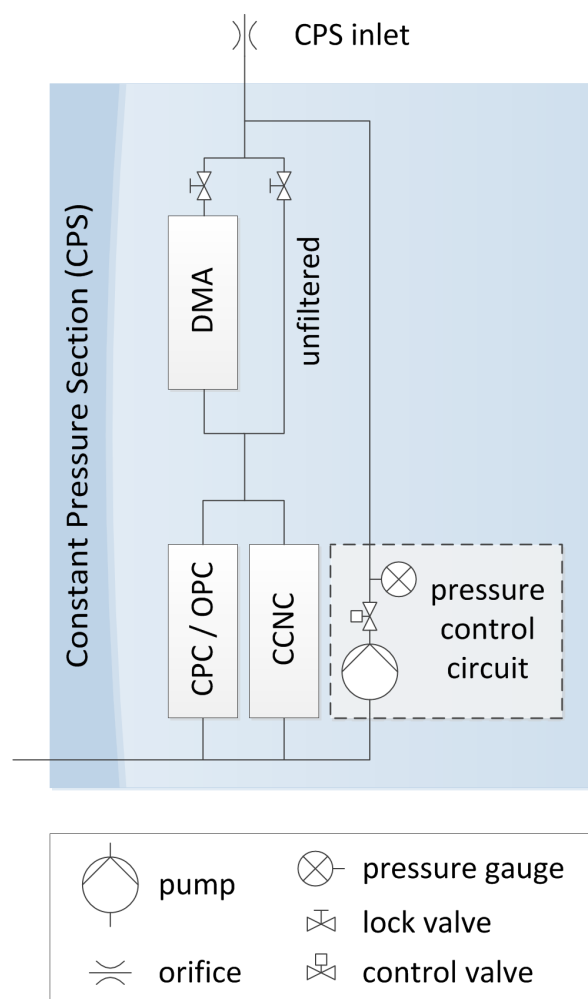 CPS inlet
Constant Pressure Section (CPS)
DMA
unfiltered
CPC / OPC
CCNC
pressure
control
circuit
pump
pressure gauge
lock valve
orifice
control valve